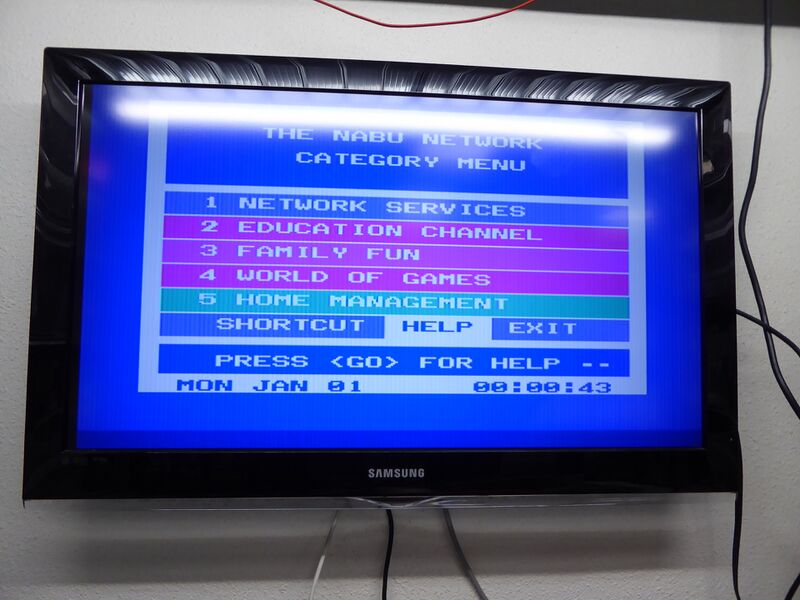 THE NABU NETWORK
CATEGORY MENU
1 NETWORK SERVICES
2 EDUCATION CHANNEL
3 FAMILY FUN
4 WORLD OF GAMES
5 HOME MANAGEMENT
SHORTCUT HELP EXIT
PRESS <GO> FOR HELP --
MON JAN 01 00:00:43
SAMSUNG